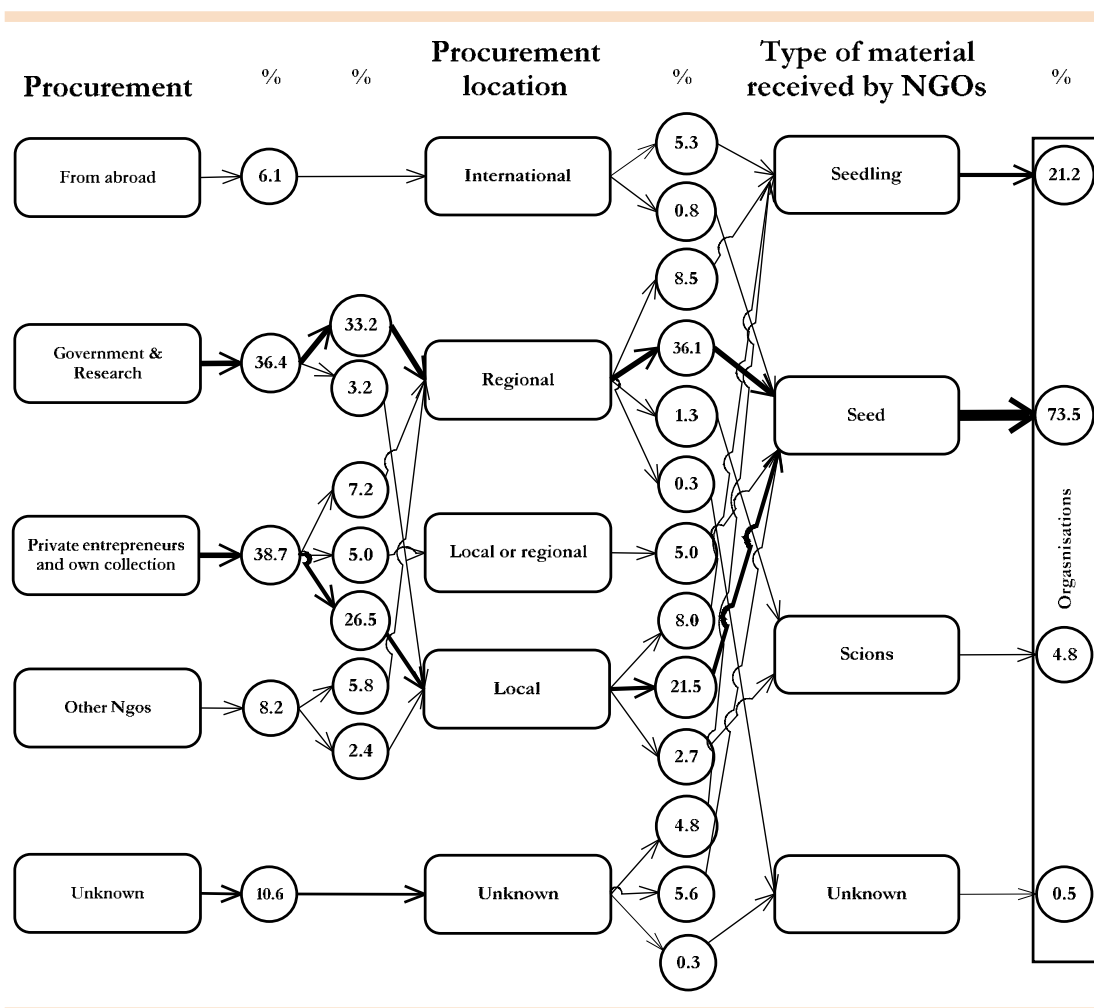 Procurement
%
%
Procurement
location
%
Type of material
received by NGOs
%
From abroad
6.1
International
5.3
0.8
Seedling
21.2
8.5
Government &
Research
36.4
33.2
3.2
Regional
36.1
1.3
0.3
Seed
73.5
Private entrepreneurs
and own collection
38.7
7.2
5.0
26.5
Local or regional
5.0
Orgasnisations
Other Ngos
8.2
5.8
2.4
Local
8.0
21.5
2.7
Scions
4.8
Unknown
10.6
Unknown
4.8
5.6
0.3
Unknown
0.5